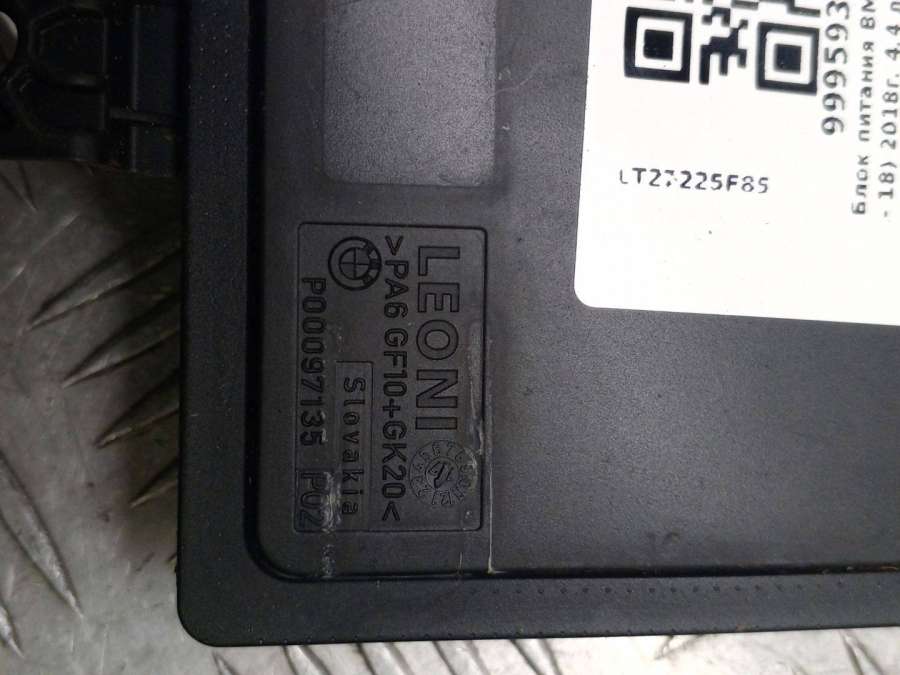 LEONI
>PA6 GF10+GK20<
Slovakia
P00097135 P02
LT27225F85
999593
Блок питания BM
- 18) 2018г. 4.4 л